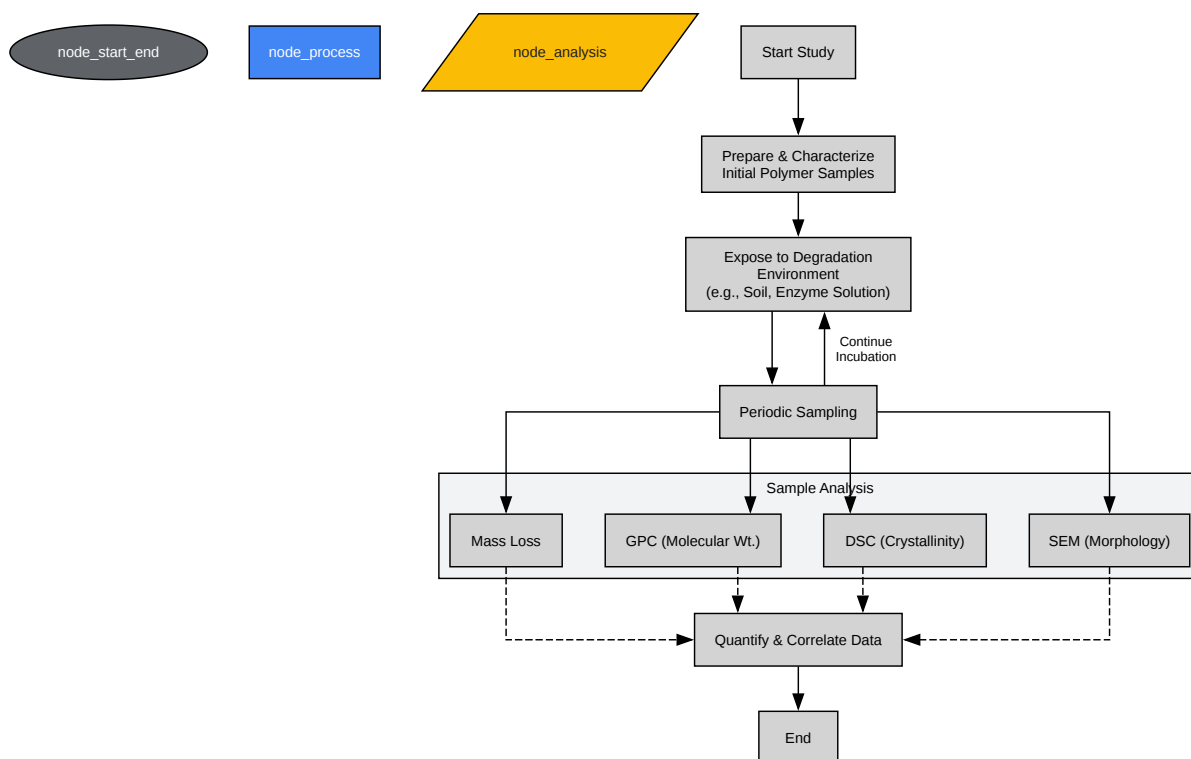 node_start_end
node_process
node_analysis
Start Study
Prepare & Characterize
Initial Polymer Samples
Expose to Degradation
Environment
(e.g., Soil, Enzyme Solution)
Continue
Incubation
Periodic Sampling
Sample Analysis
Mass Loss
GPC (Molecular Wt.)
DSC (Crystallinity)
SEM (Morphology)
Quantify & Correlate Data
End